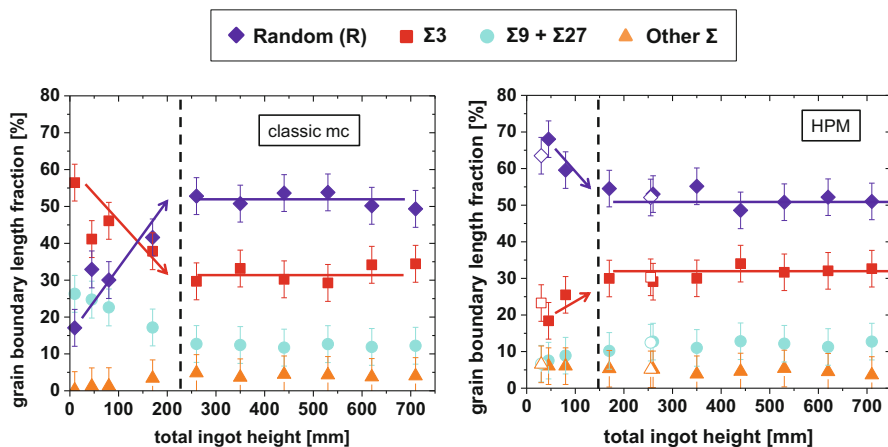 Random (R) Σ3 Σ9 + Σ27 Other Σ
classic mc
grain boundary length fraction [%]
80
70
60
50
40
30
20
10
0
0 100 200 300 400 500 600 700
total ingot height [mm]
HPM
grain boundary length fraction [%]
80
70
60
50
40
30
20
10
0
0 100 200 300 400 500 600 700
total ingot height [mm]